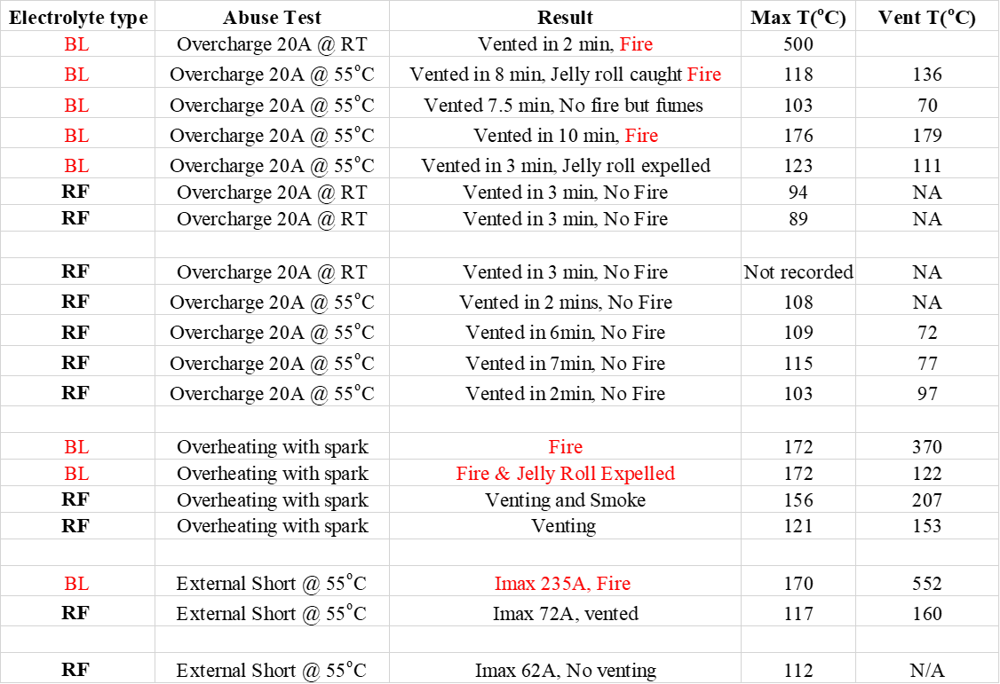 Electrolyte type Abuse Test Result Max T(°C) Vent T(°C)
BL Overcharge 20A @ RT Vented in 2 min, Fire 500
BL Overcharge 20A @ 55°C Vented in 8 min, Jelly roll caught Fire 118 136
BL Overcharge 20A @ 55°C Vented 7.5 min, No fire but fumes 103 70
BL Overcharge 20A @ 55°C Vented in 10 min, Fire 176 179
BL Overcharge 20A @ 55°C Vented in 3 min, Jelly roll expelled 123 111
RF Overcharge 20A @ RT Vented in 3 min, No Fire 94 NA
RF Overcharge 20A @ RT Vented in 3 min, No Fire 89 NA
RF Overcharge 20A @ RT Vented in 3 min, No Fire Not recorded NA
RF Overcharge 20A @ 55°C Vented in 2 mins, No Fire 108 NA
RF Overcharge 20A @ 55°C Vented in 6min, No Fire 109 72
RF Overcharge 20A @ 55°C Vented in 7min, No Fire 115 77
RF Overcharge 20A @ 55°C Vented in 2min, No Fire 103 97
BL Overheating with spark Fire 172 370
BL Overheating with spark Fire & Jelly Roll Expelled 172 122
RF Overheating with spark Venting and Smoke 156 207
RF Overheating with spark Venting 121 153
BL External Short @ 55°C Imax 235A, Fire 170 552
RF External Short @ 55°C Imax 72A, vented 117 160
RF External Short @ 55°C Imax 62A, No venting 112 N/A